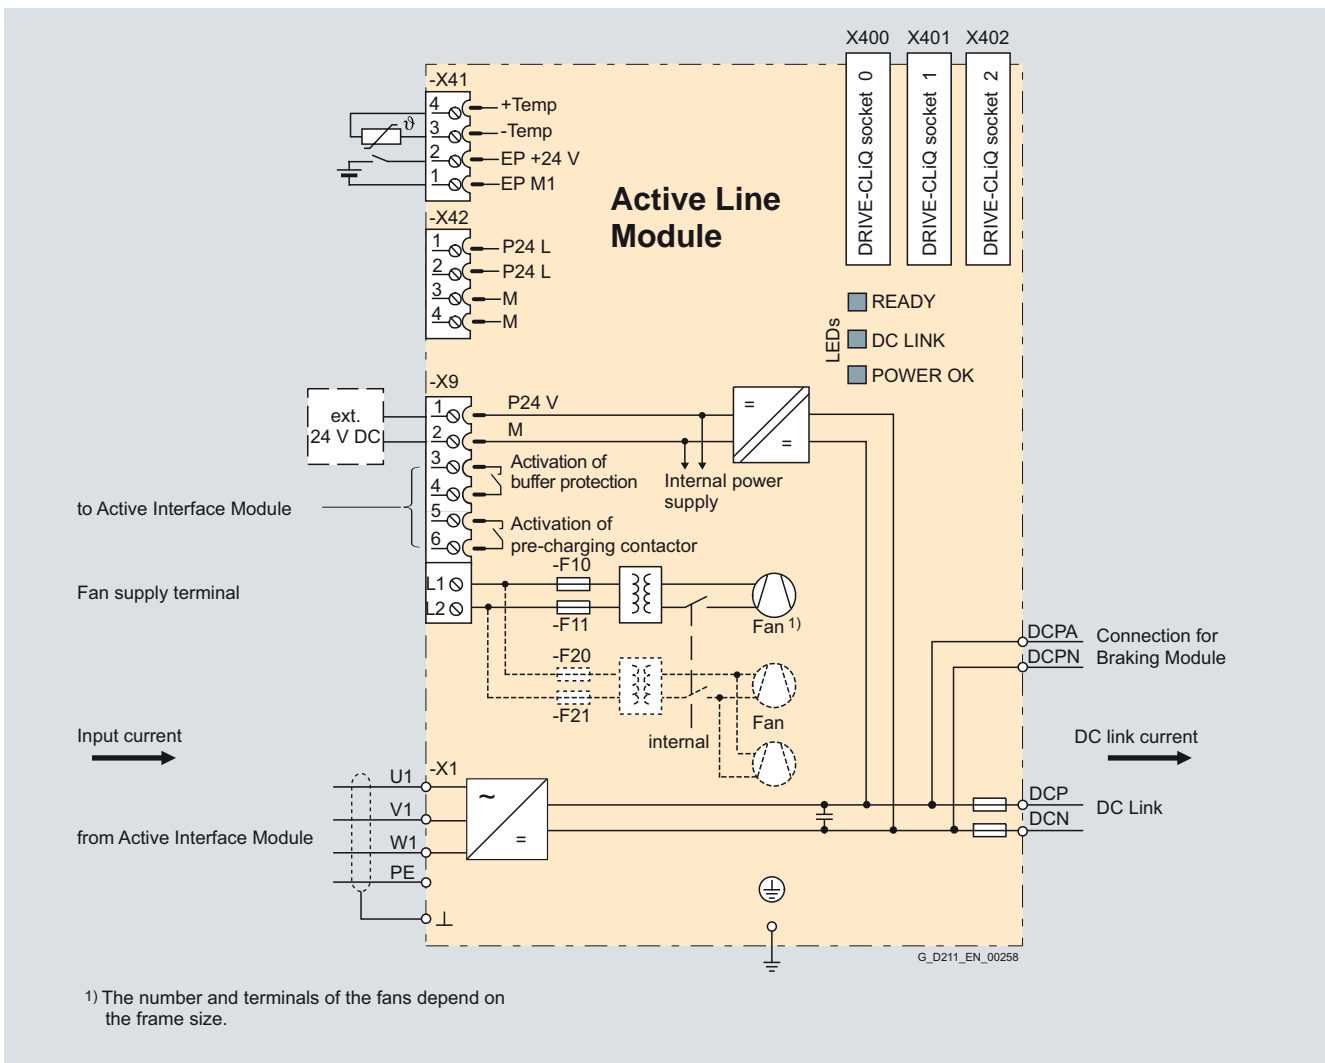 X400 X401 X402
-X41
4 +Temp
ϑ
3 -Temp
2 EP +24 V
1 EP M1
DRIVE-CLiQ socket 0
DRIVE-CLiQ socket 1
DRIVE-CLiQ socket 2
Active Line
Module
-X42
1 P24 L
2 P24 L
3 M
4 M
LEDs
READY
DC LINK
POWER OK
-X9
ext.
24 V DC
1 P24 V
2 M
3
4
5
6
=
=
Activation of
buffer protection
Internal power
supply
to Active Interface Module
Activation of
pre-charging contactor
Fan supply terminal
L1
L2
-F10
-F11
Fan 1)
-F20
-F21
Fan
internal
DCPA
DCPN
Connection for
Braking Module
Input current
DC link current
-X1
U1
V1
W1
PE
~
=
from Active Interface Module
DCP
DCN
DC Link
G_D211_EN_00258
1) The number and terminals of the fans depend on
the frame size.